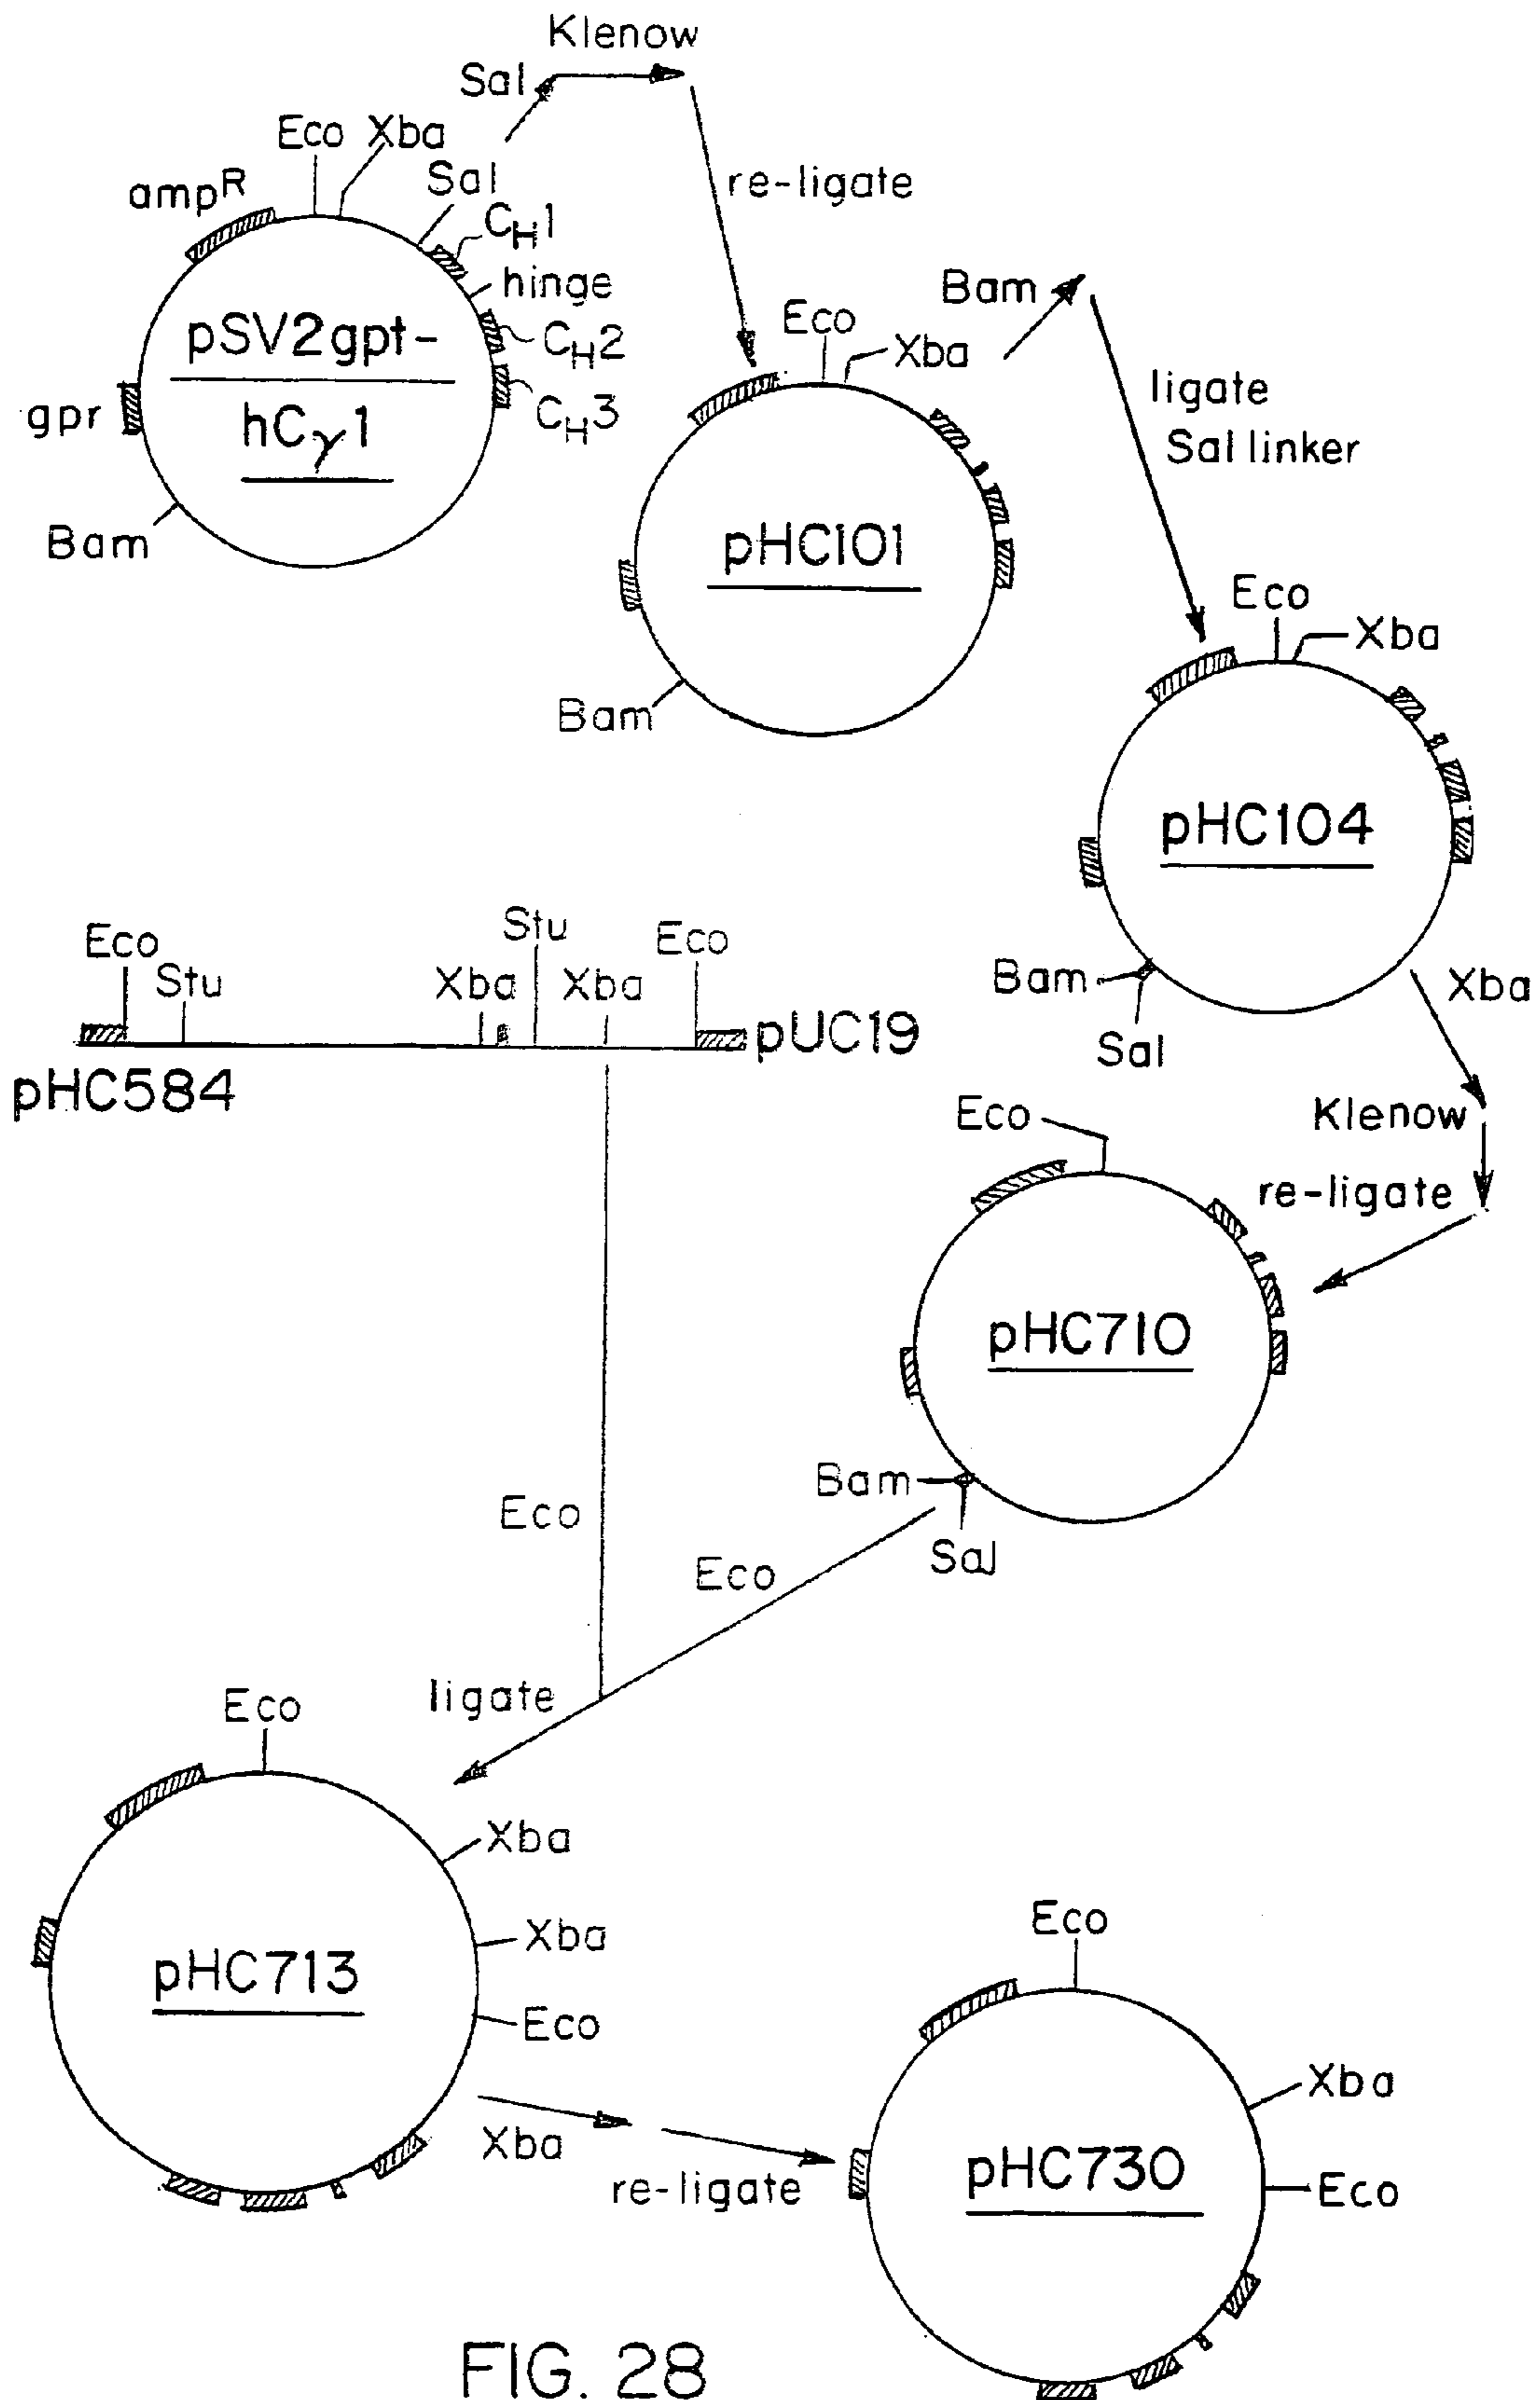 Klenow
Sal
re-ligate
Eco
Xba
Sal
ampR
CH1
hinge
CH2
CH3
pSV2gpt-
hCγ1
gpr
Bam
Bam
ligate
Sal linker
Eco
Xba
pHC101
Bam
Eco
Xba
pHC104
Bam
Sal
Xba
Klenow
re-ligate
Eco
Stu
Xba
Stu
Xba
Eco
pUC19
pHC584
Eco
pHC710
Bam
Sal
Eco
Eco
ligate
Eco
Xba
Xba
Eco
pHC713
Xba
re-ligate
Eco
Xba
Eco
pHC730
FIG. 28